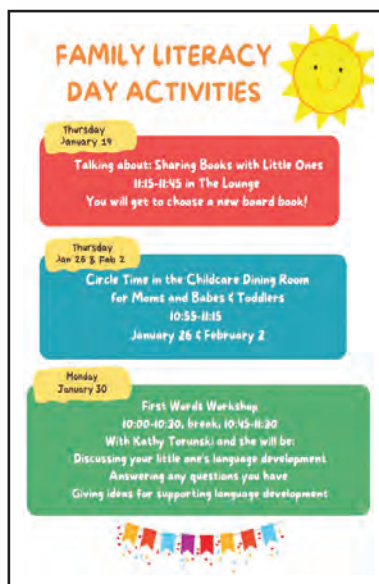 FAMILY LITERACY
DAY ACTIVITIES
Thursday
January 19
Talking about: Sharing Books with Little Ones
11:15-11:45 in The Lounge
You will get to choose a new board book!
Thursday
Jan 26 & Feb 2
Circle Time in the Childcare Dining Room
for Moms and Babes & Toddlers
10:55-11:15
January 26 & February 2
Monday
January 30
First Words Workshop
10:00-10:30, break, 10:45-11:30
With Kathy Torunski and she will be:
Discussing your little one's language development
Answering any questions you have
Giving ideas for supporting language development